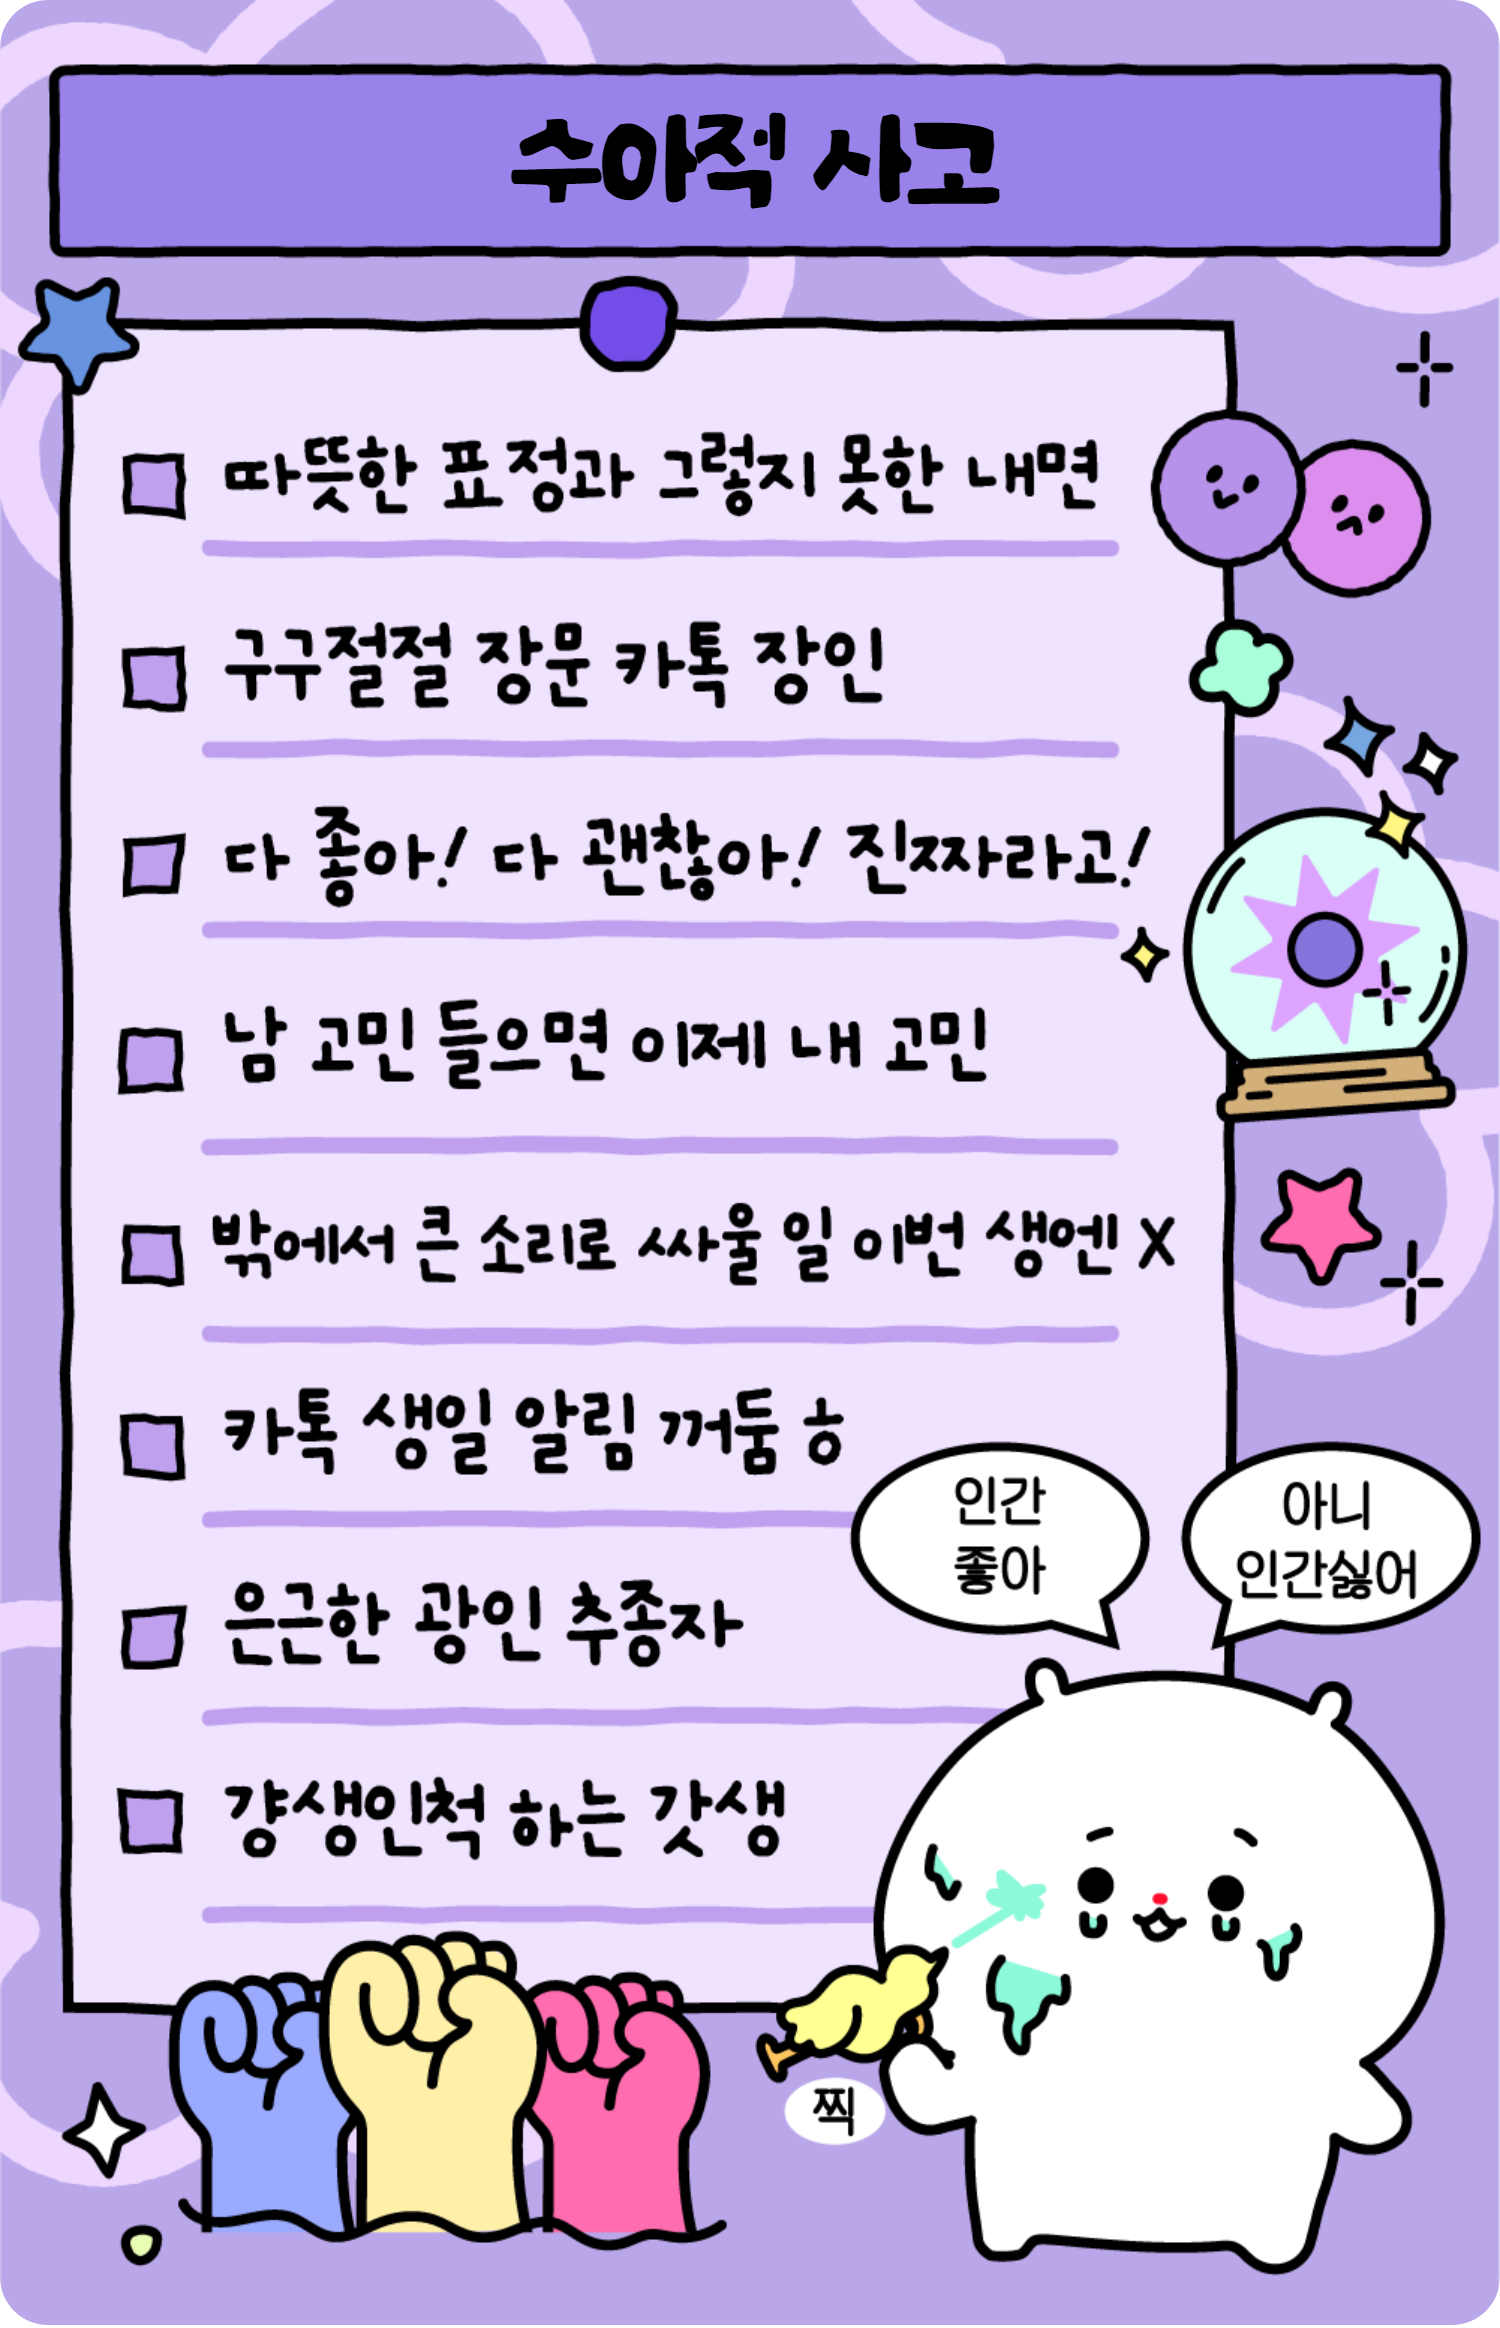 수아적 사고
따뜻한 표정과 그렇지 못한 내면
구구절절 장문 카톡 장인
다 좋아! 다 괜찮아! 진짜라고!
남 고민 들으면 이제 내 고민
밖에서 큰 소리로 싸울 일 이번 생엔 X
카톡 생일 알림 꺼둠 ㅎ
은근한 광인 추종자
걍생인척 하는 갓생
인간
좋아
아니
인간싫어
찍